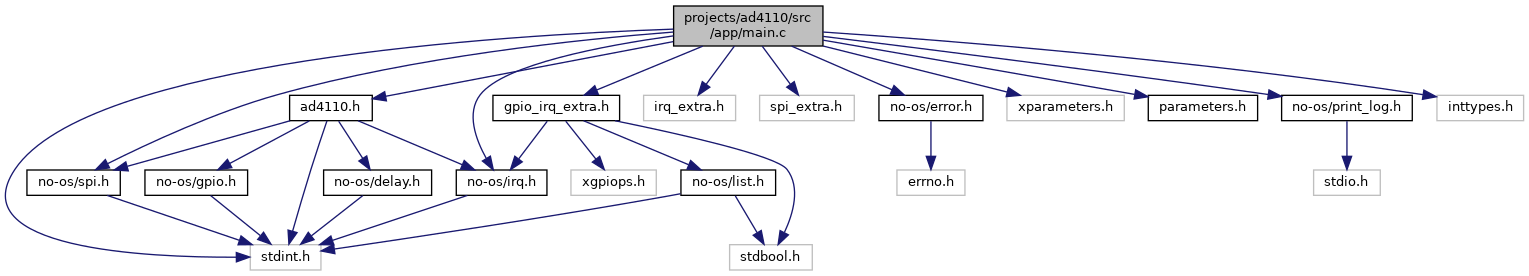 projects/ad4110/src
/app/main.c
ad4110.h
gpio_irq_extra.h
irq_extra.h
spi_extra.h
no-os/error.h
xparameters.h
parameters.h
no-os/print_log.h
inttypes.h
no-os/spi.h
no-os/gpio.h
no-os/delay.h
no-os/irq.h
xgpiops.h
no-os/list.h
errno.h
stdio.h
stdint.h
stdbool.h